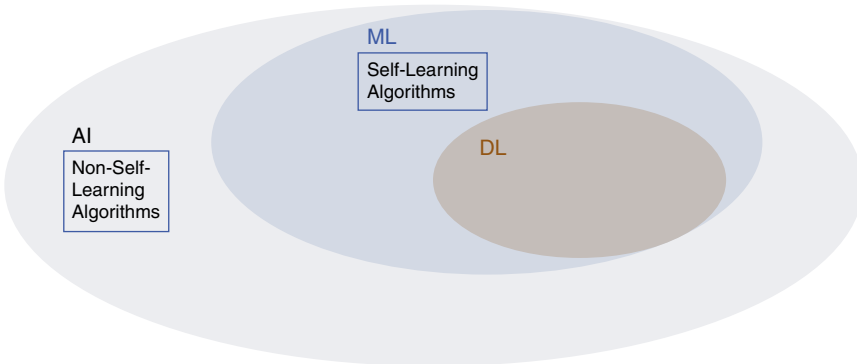 ML
Self-Learning
Algorithms
AI
Non-Self-
Learning
Algorithms
DL